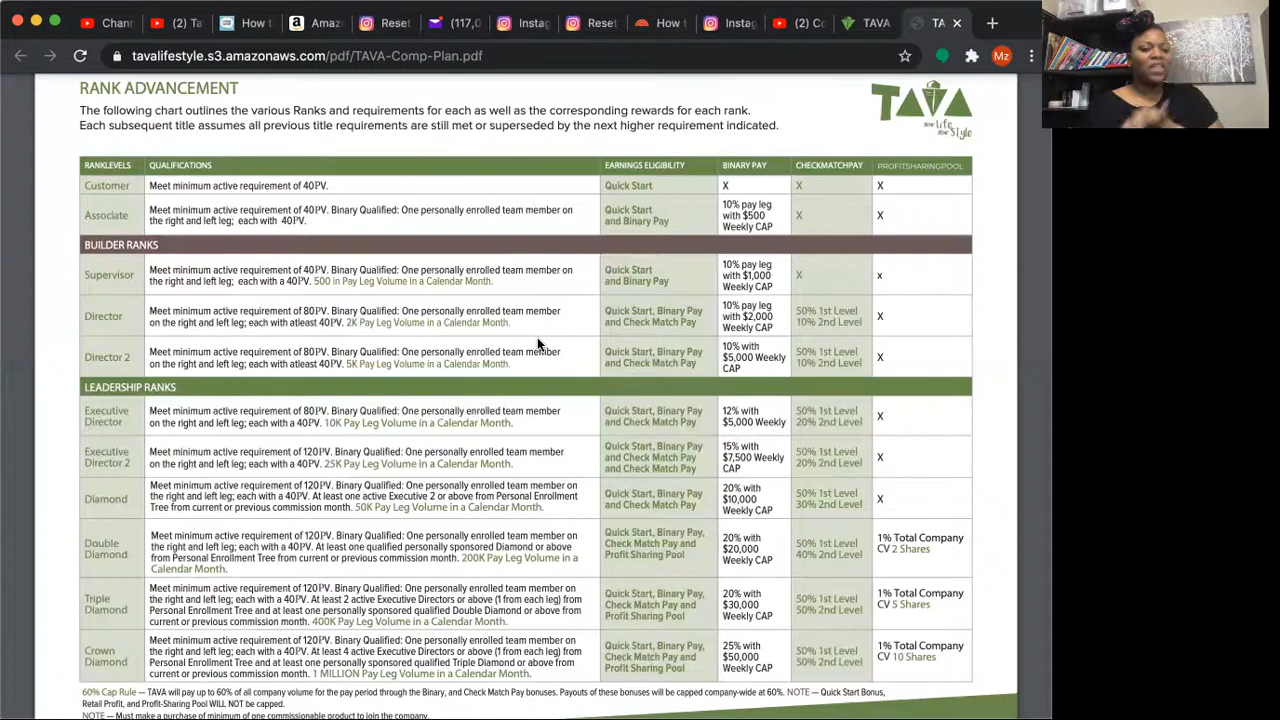 Chann
(2) Ta
How t
Amaz
Reset
(117,0
Instag
Reset
How t
Instag
(2) Co
TAVA
TA
tavalifestyle.s3.amazonaws.com/pdf/TAVA-Comp-Plan.pdf
Mz
RANK ADVANCEMENT
The following chart outlines the various Ranks and requirements for each as well as the corresponding rewards for each rank.
Each subsequent title assumes all previous title requirements are still met or superseded by the next higher requirement indicated.
TAVA
RANKLEVELS QUALIFICATIONS EARNINGS ELIGIBILITY BINARY PAY CHECKMATCHPAY PROFITSHARINGPOOL
Customer
Meet minimum active requirement of 40PV.
Quick Start
X
X
X
Associate
Meet minimum active requirement of 40PV. Binary Qualified: One personally enrolled team member on
the right and left leg; each with 40PV.
Quick Start
and Binary Pay
10% pay leg
with $500
Weekly CAP
X
X
BUILDER RANKS
Supervisor
Meet minimum active requirement of 40PV. Binary Qualified: One personally enrolled team member on
the right and left leg; each with a 40PV. 500 in Pay Leg Volume in a Calendar Month.
Quick Start
and Binary Pay
10% pay leg
with $1,000
Weekly CAP
X
x
Director
Meet minimum active requirement of 80PV. Binary Qualified: One personally enrolled team member
on the right and left leg; each with atleast 40PV. 2K Pay Leg Volume in a Calendar Month.
Quick Start, Binary Pay
and Check Match Pay
10% pay leg
with $2,000
Weekly CAP
50% 1st Level
10% 2nd Level
X
Director 2
Meet minimum active requirement of 80PV. Binary Qualified: One personally enrolled team member
on the right and left leg; each with atleast 40PV. 5K Pay Leg Volume in a Calendar Month.
Quick Start, Binary Pay
and Check Match Pay
10% with
$5,000 Weekly
CAP
50% 1st Level
10% 2nd Level
X
LEADERSHIP RANKS
Executive
Director
Meet minimum active requirement of 80PV. Binary Qualified: One personally enrolled team member
on the right and left leg; each with a 40PV. 10K Pay Leg Volume in a Calendar Month.
Quick Start, Binary Pay
and Check Match Pay
12% with
$5,000 Weekly
50% 1st Level
20% 2nd Level
X
Executive
Director 2
Meet minimum active requirement of 120PV. Binary Qualified: One personally enrolled team member
on the right and left leg; each with a 40PV. 25K Pay Leg Volume in a Calendar Month.
Quick Start, Binary Pay
and Check Match Pay
and Check Match Pay
15% with
$7,500 Weekly
CAP
50% 1st Level
20% 2nd Level
X
Diamond
Meet minimum active requirement of 120PV. Binary Qualified: One personally enrolled team member on
the right and left leg; each with a 40PV. At least one active Executive 2 or above from Personal Enrollment
Tree from current or previous commission month. 50K Pay Leg Volume in a Calendar Month.
Quick Start, Binary Pay
and Check Match Pay
20% with
$10,000
Weekly CAP
50% 1st Level
30% 2nd Level
X
Double
Diamond
Meet minimum active requirement of 120PV. Binary Qualified: One personally enrolled team member on
the right and left leg; each with a 40PV. At least one qualified personally sponsored Diamond or above
from Personal Enrollment Tree from current or previous commission month. 200K Pay Leg Volume in a
Calendar Month.
Quick Start, Binary Pay,
Check Match Pay and
Profit Sharing Pool
20% with
$20,000
Weekly CAP
50% 1st Level
40% 2nd Level
1% Total Company
CV 2 Shares
Triple
Diamond
Meet minimum active requirement of 120PV. Binary Qualified: One personally enrolled team member on
the right and left leg; each with a 40PV. At least 2 active Executive Directors or above (1 from each leg) from
Personal Enrollment Tree and at least one personally sponsored qualified Double Diamond or above from
current or previous commission month. 400K Pay Leg Volume in a Calendar Month.
Quick Start, Binary Pay,
Check Match Pay and
Profit Sharing Pool
20% with
$30,000
Weekly CAP
50% 1st Level
50% 2nd Level
1% Total Company
CV 5 Shares
Crown
Diamond
Meet minimum active requirement of 120PV. Binary Qualified: One personally enrolled team member on
the right and left leg; each with a 40PV. At least 4 active Executive Directors or above (1 from each leg) from
Personal Enrollment Tree and at least one personally sponsored qualified Triple Diamond or above from
current or previous commission month. 1 MILLION Pay Leg Volume in a Calendar Month.
Quick Start, Binary Pay,
Check Match Pay and
Profit Sharing Pool
25% with
$50,000
Weekly CAP
50% 1st Level
50% 2nd Level
1% Total Company
CV 10 Shares
60% Cap Rule — TAVA will pay up to 60% of all company volume for the pay period through the Binary, and Check Match Pay bonuses. Payouts of these bonuses will be capped company-wide at 60%. NOTE — Quick Start Bonus,
Retail Profit, and Profit-Sharing Pool WILL NOT be capped.
NOTE — Must make a purchase of minimum of one commissionable product to join the company.